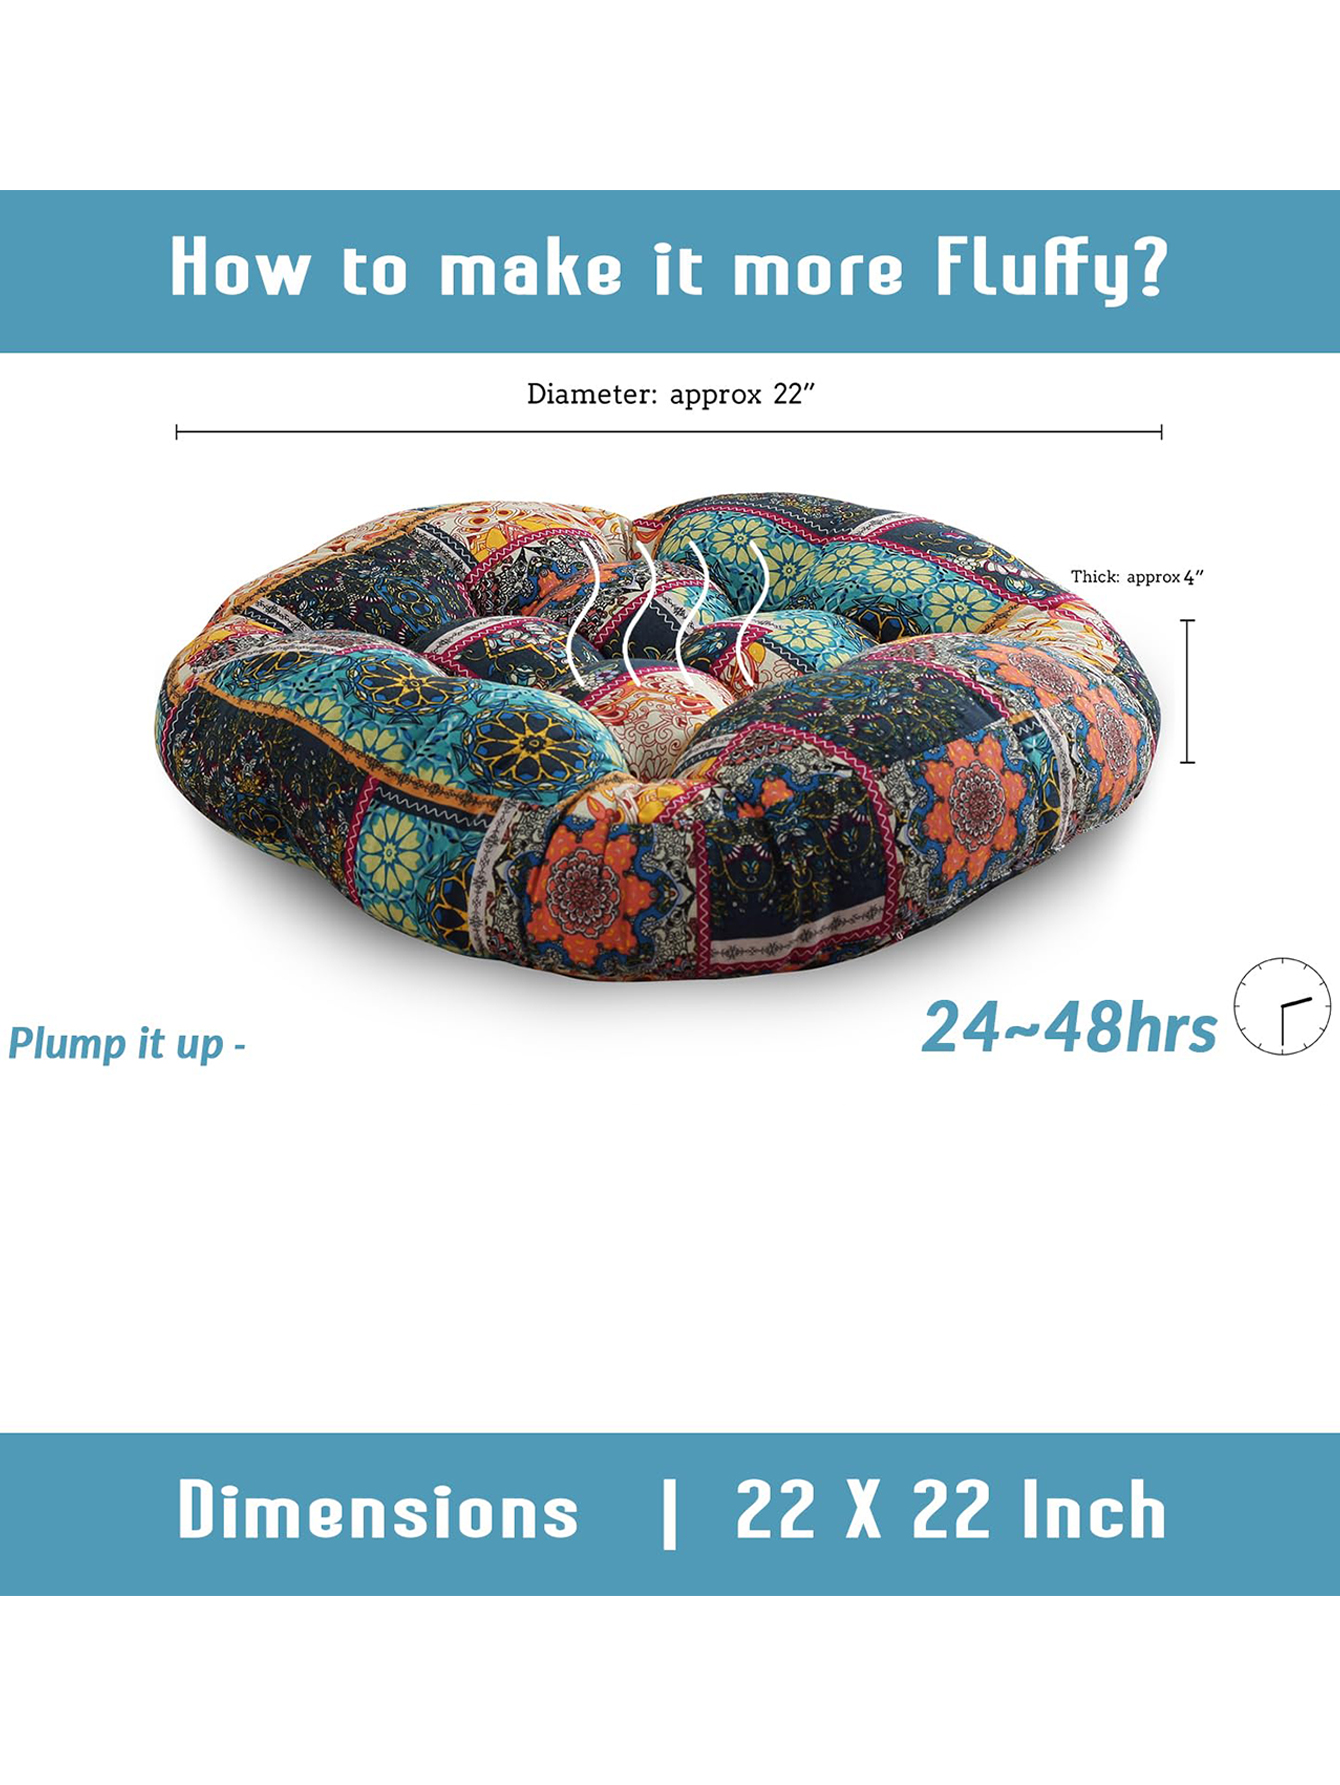 How to make it more Fluffy?
Diameter: approx 22”
Thick: approx 4”
24~48hrs
Plump it up -
Dimensions | 22 X 22 Inch